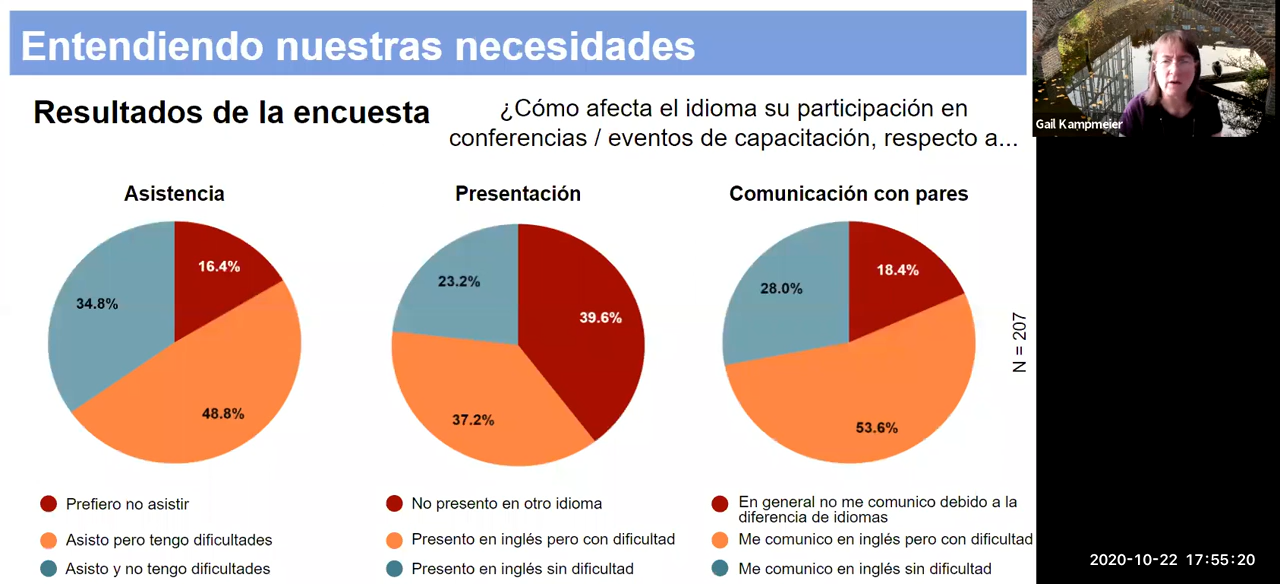 Entendiendo nuestras necesidades
Resultados de la encuesta
¿Cómo afecta el idioma su participación en
conferencias / eventos de capacitación, respecto a...
Gail Kampmeier
Asistencia
16.4%
34.8%
48.8%
Prefiero no asistir
Asisto pero tengo dificultades
Asisto y no tengo dificultades
Presentación
23.2%
39.6%
37.2%
No presento en otro idioma
Presento en inglés pero con dificultad
Presento en inglés sin dificultad
Comunicación con pares
18.4%
28.0%
53.6%
En general no me comunico debido a la
diferencia de idiomas
Me comunico en inglés pero con dificultad
Me comunico en inglés sin dificultad
N = 207
2020-10-22 17:55:20